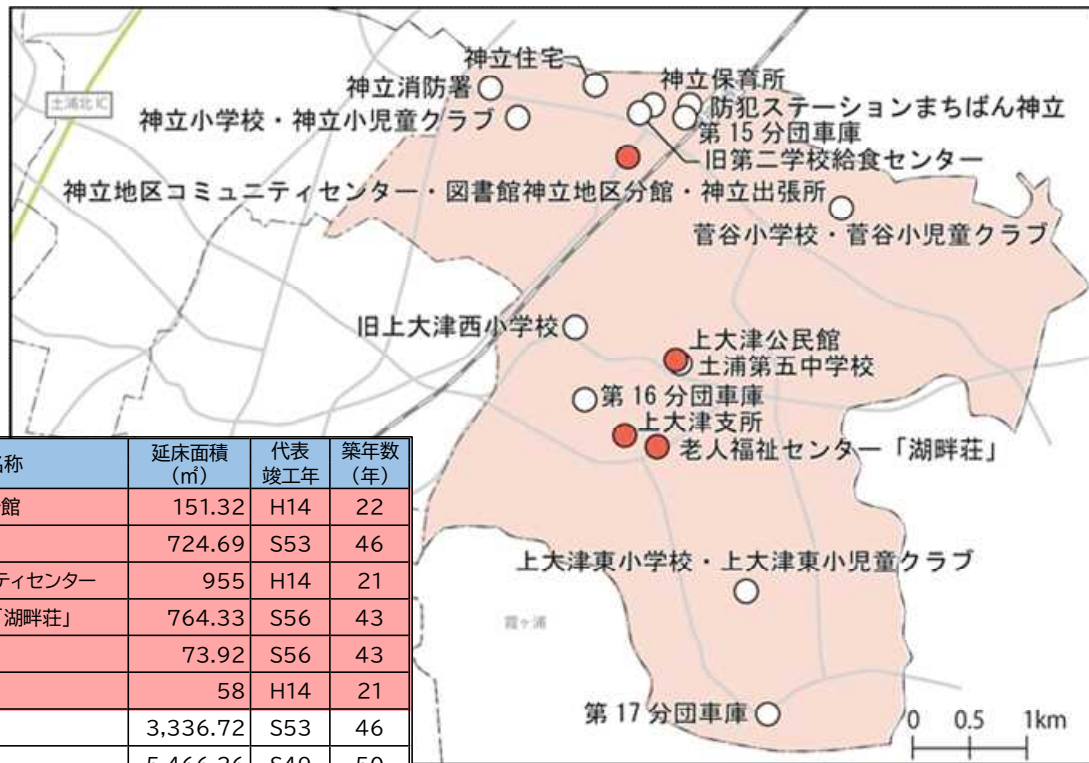 神立住宅
神立消防署
神立保育所
土浦北IC
防犯ステーションまちばん神立
神立小学校・神立小児童クラブ
第15分団車庫
旧第二学校給食センター
神立地区コミュニティセンター・図書館神立地区分館・神立出張所
菅谷小学校・菅谷小児童クラブ
旧上大津西小学校
上大津公民館
土浦第五中学校
第16分団車庫
上大津支所
老人福祉センター「湖畔荘」
上大津東小学校・上大津東小児童クラブ
霞ヶ浦
第17分団車庫
0 0.5 1km
名称 延床面積(㎡) 代表竣工年 築年数(年)
館 151.32 H14 22
724.69 S53 46
ティセンター 955 H14 21
「湖畔荘」 764.33 S56 43
73.92 S56 43
58 H14 21
3,336.72 S53 46
5,466.26 S49 50